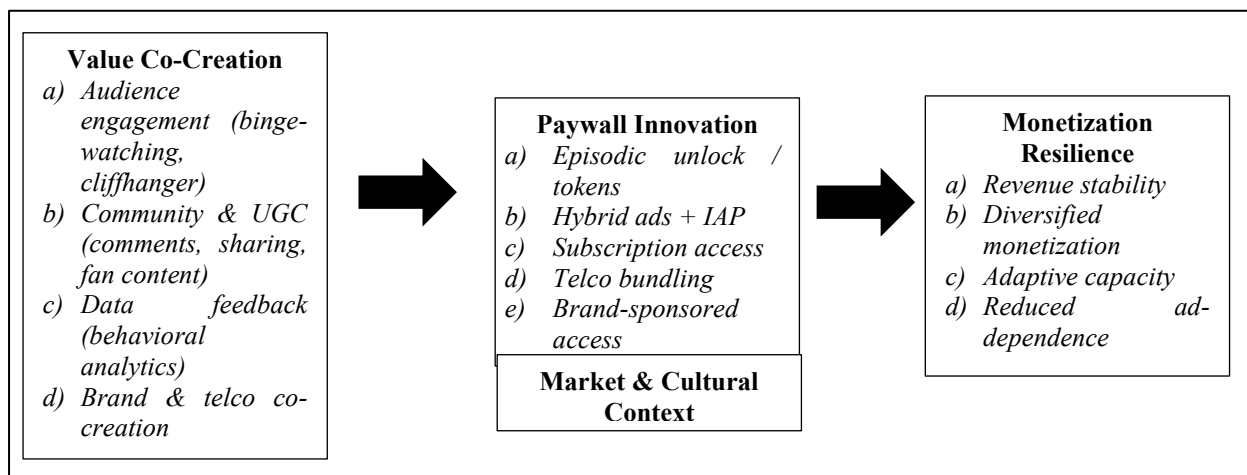 Value Co-Creation
a) Audience
engagement (binge-
watching,
cliffhanger)
b) Community & UGC
(comments, sharing,
fan content)
c) Data feedback
(behavioral
analytics)
d) Brand & telco co-
creation
Paywall Innovation
a) Episodic unlock /
tokens
b) Hybrid ads + IAP
c) Subscription access
d) Telco bundling
e) Brand-sponsored
access
Market & Cultural
Context
Monetization
Resilience
a) Revenue stability
b) Diversified
monetization
c) Adaptive capacity
d) Reduced ad-
dependence